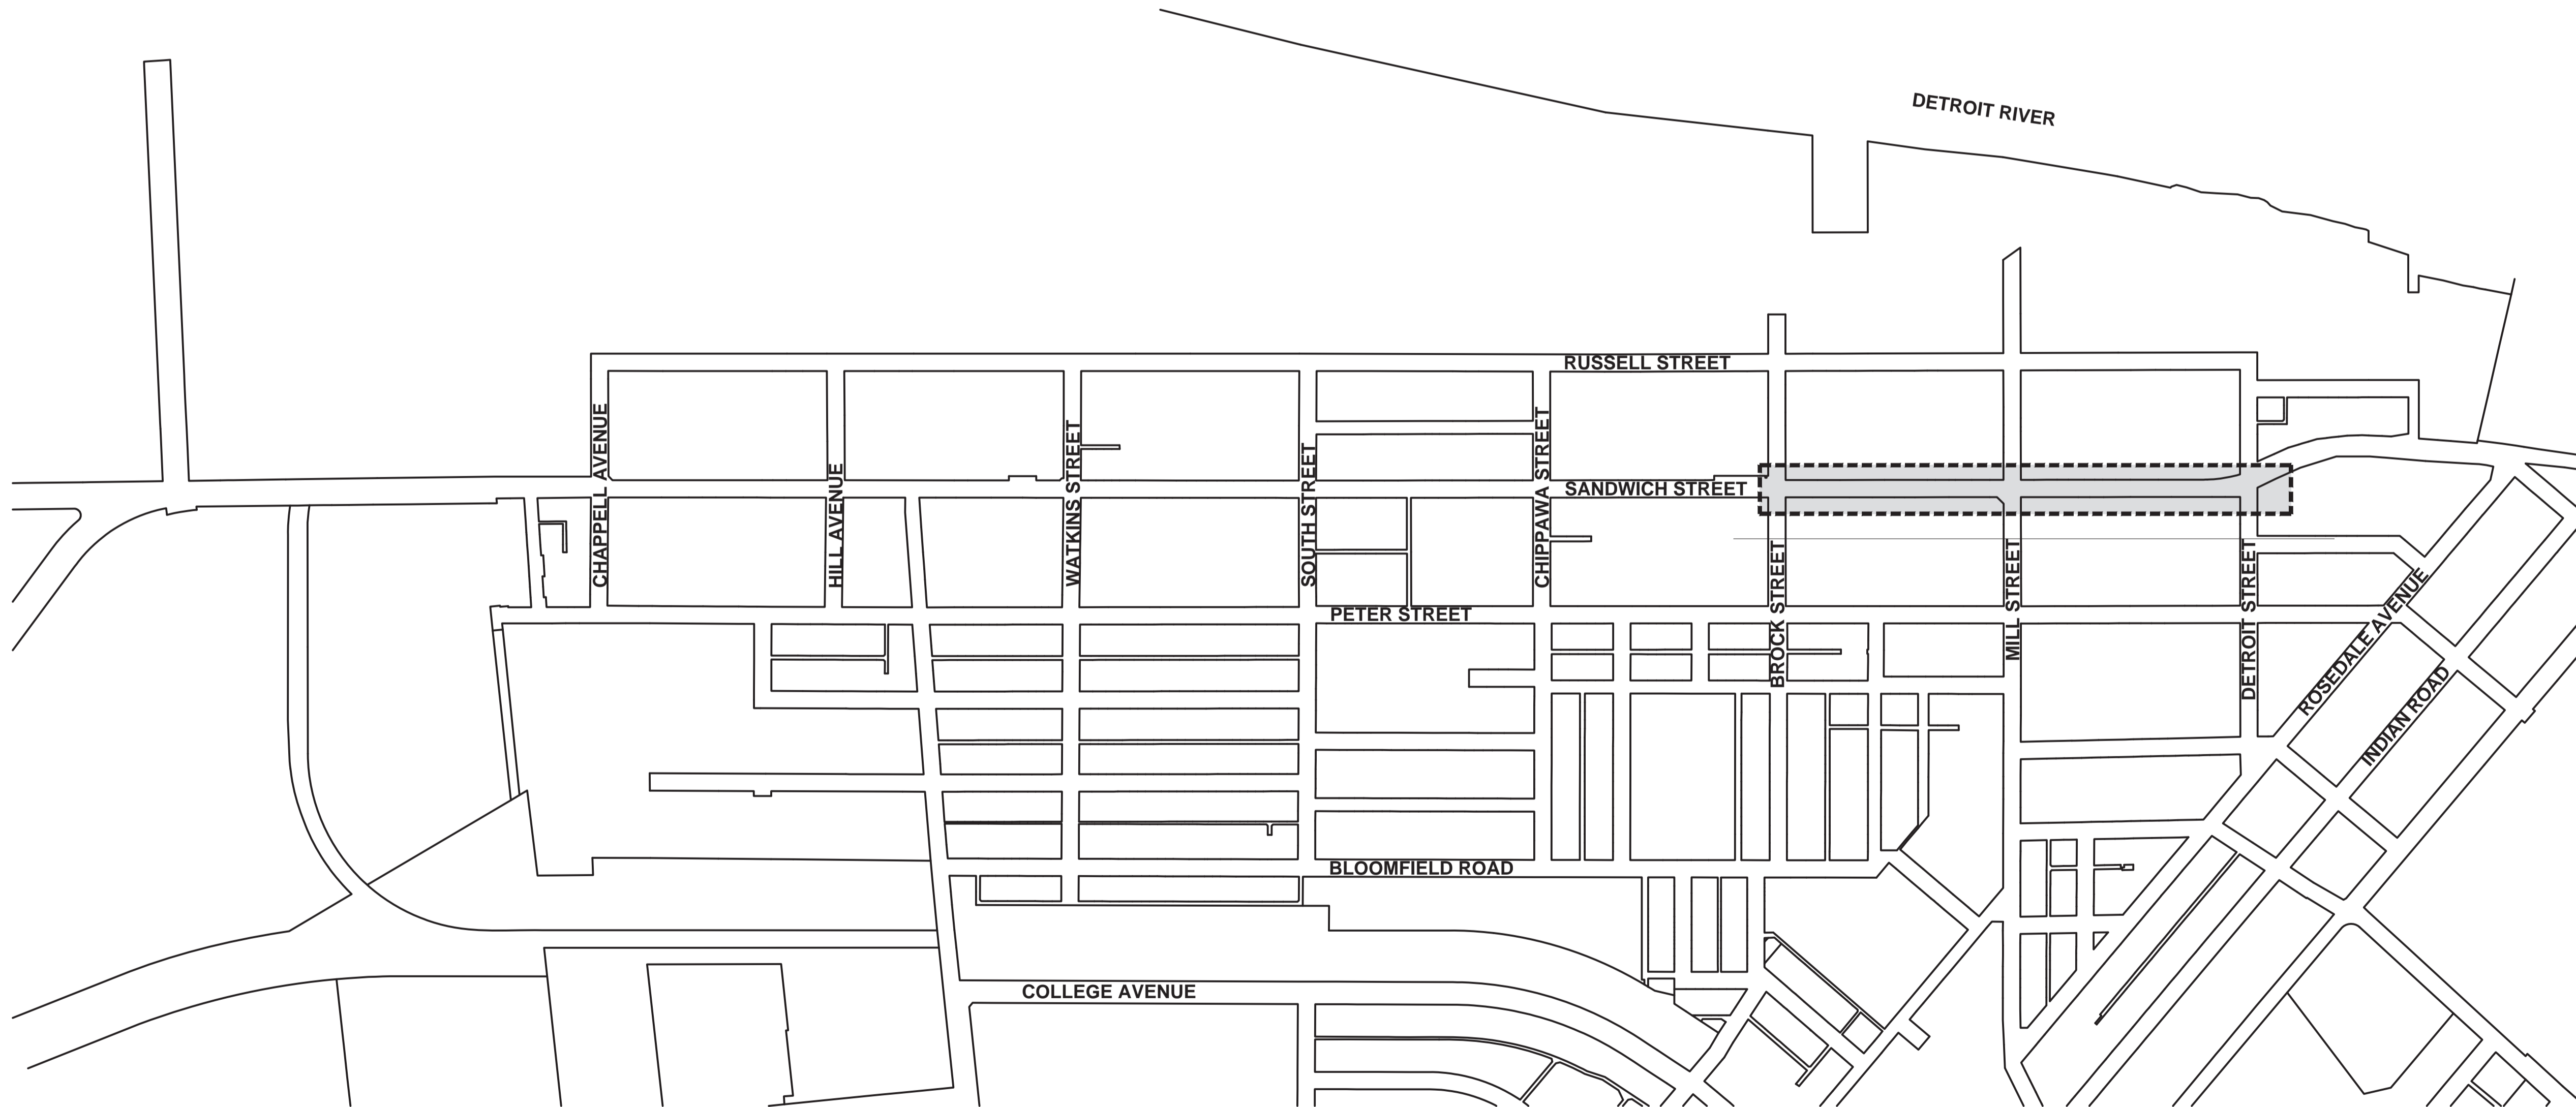 DETROIT RIVER
RUSSELL STREET
CHAPPELL AVENUE
HILL AVENUE
WATKINS STREET
SOUTH STREET
CHIPPAWA STREET
SANDWICH STREET
BROCK STREET
MILL STREET
DETROIT STREET
ROSEDALE AVENUE
INDIAN ROAD
PETER STREET
BLOOMFIELD ROAD
COLLEGE AVENUE